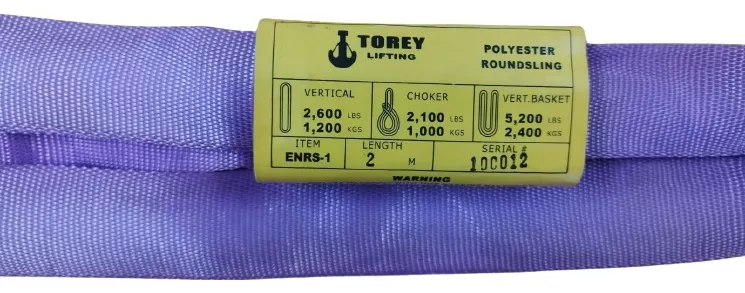 TOREY
LIFTING
POLYESTER
ROUNDSLING
VERTICAL
2,600 LBS
1,200 KGS
CHOKER
2,100 LBS
1,000 KGS
VERT.BASKET
5,200 LBS
2,400 KGS
ITEM
ENRS-1
LENGTH
2 M
SERIAL #
10C012
WARNING